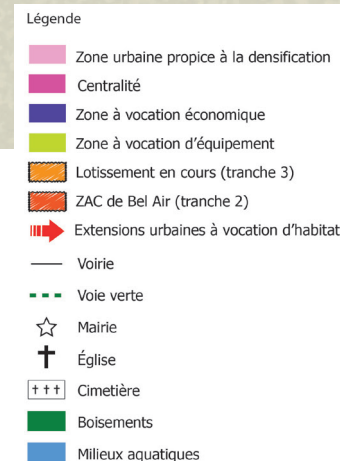 Légende
Zone urbaine propice à la densification
Centralité
Zone à vocation économique
Zone à vocation d'équipement
Lotissement en cours (tranche 3)
ZAC de Bel Air (tranche 2)
Extensions urbaines à vocation d'habitat
Voirie
Voie verte
Mairie
Église
Cimetière
Boisements
Milieux aquatiques